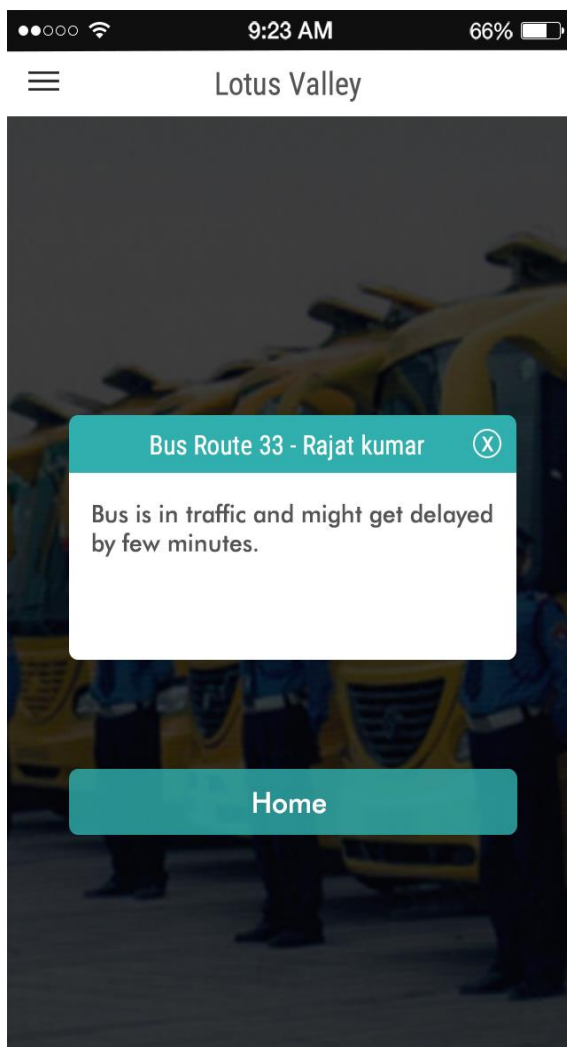 9:23 AM
66%
Lotus Valley
Bus Route 33 - Rajat kumar
X
Bus is in traffic and might get delayed
by few minutes.
Home